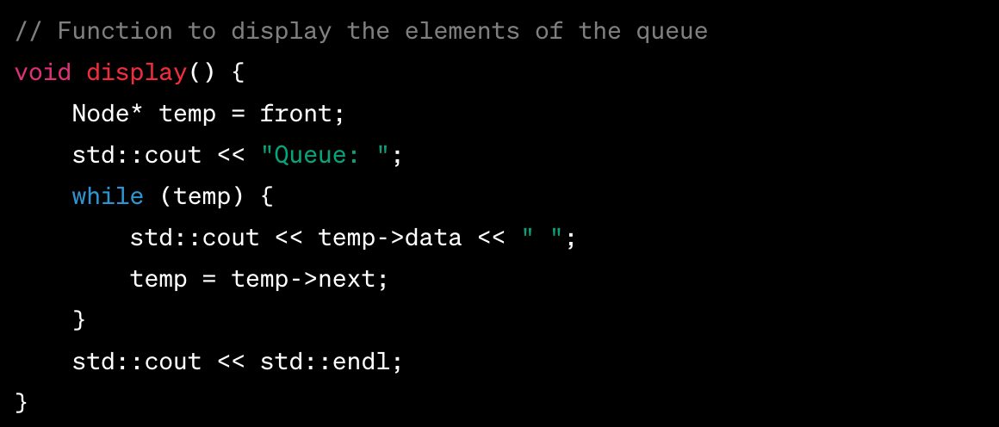 // Function to display the elements of the queue
void display() {
    Node* temp = front;
    std::cout << "Queue: ";
    while (temp) {
        std::cout << temp->data << " ";
        temp = temp->next;
    }
    std::cout << std::endl;
}